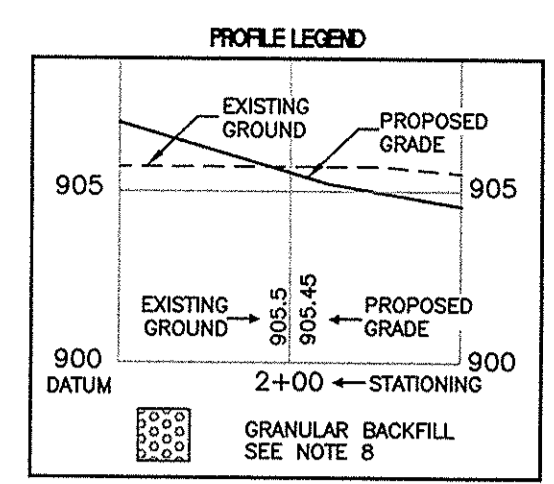 PROFILE LEGEND
EXISTING
GROUND
PROPOSED
GRADE
905
905
EXISTING
GROUND
905.5
905.45
PROPOSED
GRADE
900
DATUM
900
2+00
STATIONING
GRANULAR BACKFILL
SEE NOTE 8